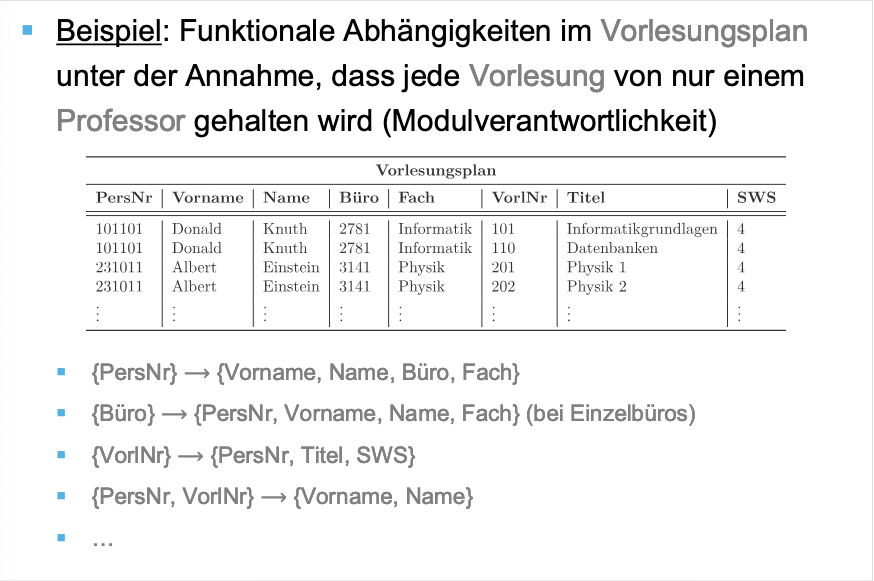 Beispiel: Funktionale Abhängigkeiten im Vorlesungsplan
unter der Annahme, dass jede Vorlesung von nur einem
Professor gehalten wird (Modulverantwortlichkeit)
Vorlesungsplan
PersNr Vorname Name Büro Fach VorlNr Titel SWS
101101 Donald Knuth 2781 Informatik 101 Informatikgrundlagen 4
101101 Donald Knuth 2781 Informatik 110 Datenbanken 4
231011 Albert Einstein 3141 Physik 201 Physik 1 4
231011 Albert Einstein 3141 Physik 202 Physik 2 4
⋮ ⋮ ⋮ ⋮ ⋮ ⋮ ⋮ ⋮
{PersNr} ⟶ {Vorname, Name, Büro, Fach}
{Büro} ⟶ {PersNr, Vorname, Name, Fach} (bei Einzelbüros)
{VorlNr} ⟶ {PersNr, Titel, SWS}
{PersNr, VorlNr} ⟶ {Vorname, Name}
...